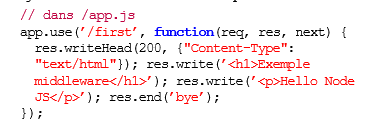 // dans /app.js
app.use('/first', function(req, res, next) {
res.writeHead(200, {"Content-Type":
"text/html"}); res.write('<h1>Exemple
middleware</h1>'); res.write('<p>Hello Node
JS</p>'); res.end('bye');
});